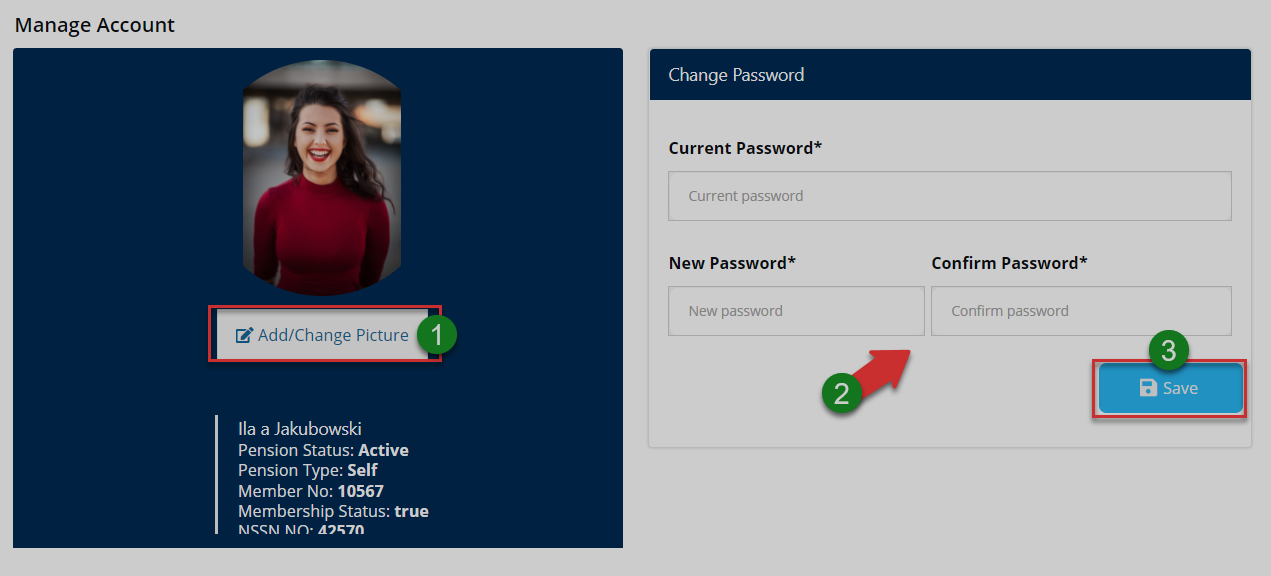 Manage Account
Add/Change Picture
1
Ila a Jakubowski
Pension Status: Active
Pension Type: Self
Member No: 10567
Membership Status: true
NSSN NO: 42570
Change Password
Current Password*
Current password
New Password* Confirm Password*
New password Confirm password
2
3
Save